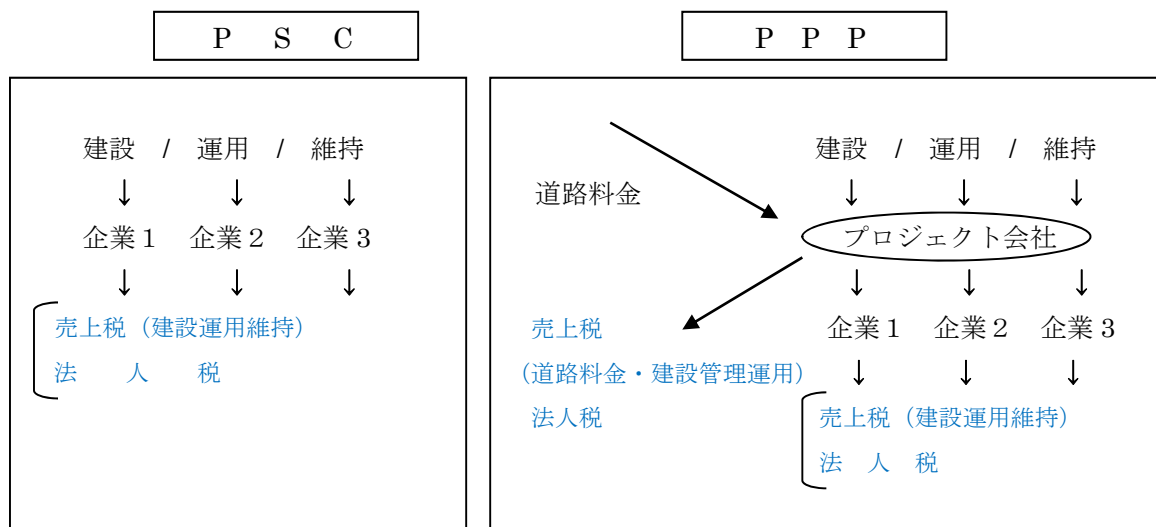 P S C
建設 / 運用 / 維持
↓ ↓ ↓
企業1 企業2 企業3
↓ ↓ ↓
売上税（建設運用維持）
法 人 税
P P P
建設 / 運用 / 維持
↓ ↓ ↓
道路料金
プロジェクト会社
↓ ↓ ↓
売上税
（道路料金・建設管理運用）
法人税
企業1 企業2 企業3
↓ ↓ ↓
売上税（建設運用維持）
法 人 税